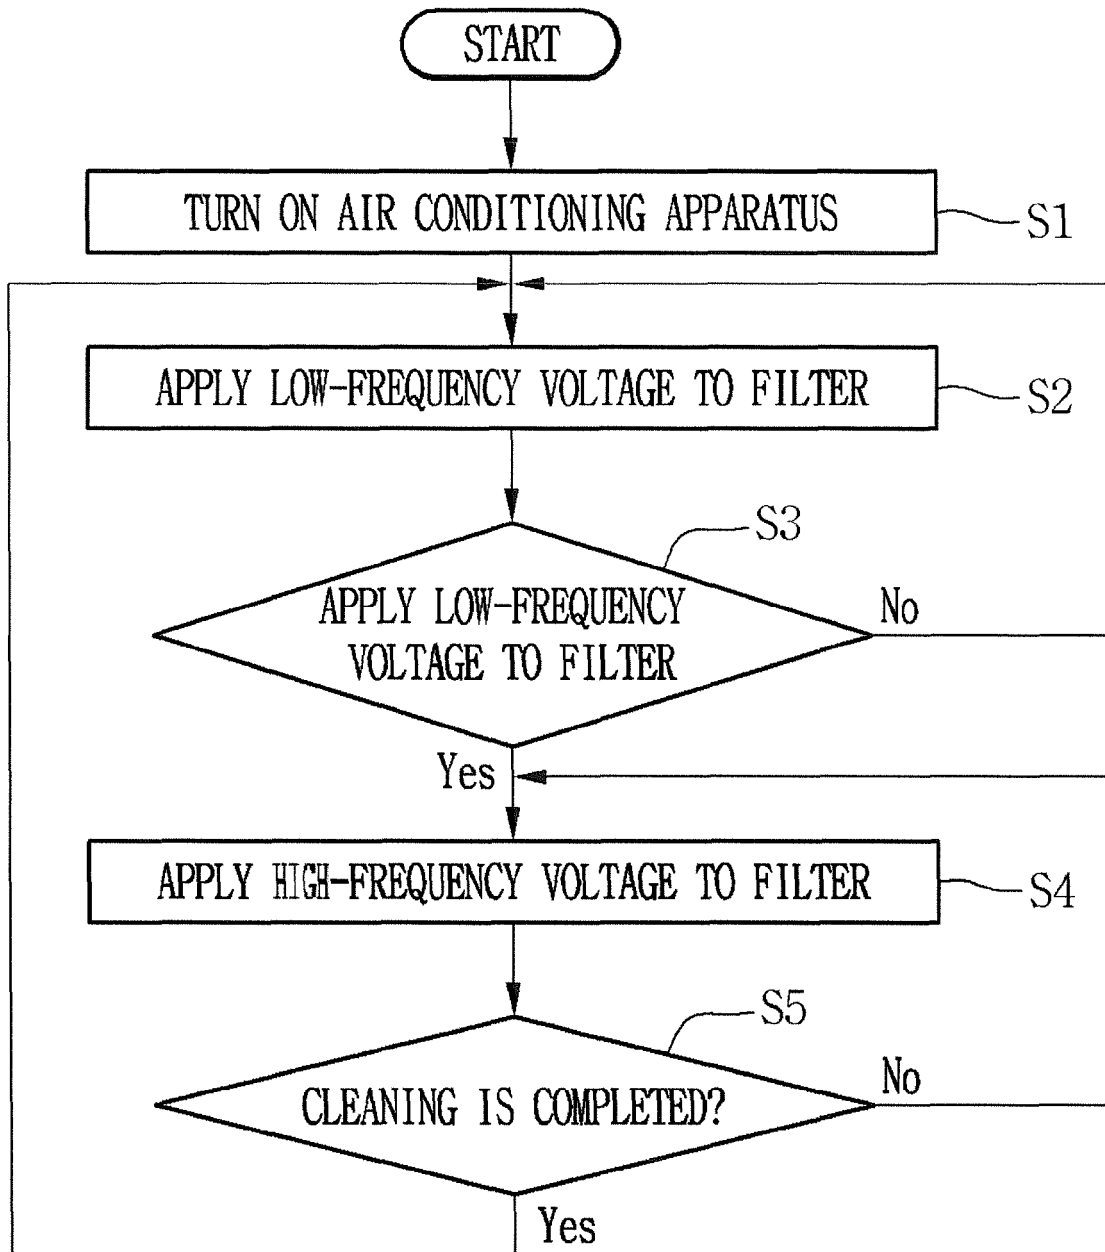 START
TURN ON AIR CONDITIONING APPARATUS
S1
APPLY LOW-FREQUENCY VOLTAGE TO FILTER
S2
S3
APPLY LOW-FREQUENCY
VOLTAGE TO FILTER
No
Yes
APPLY HIGH-FREQUENCY VOLTAGE TO FILTER
S4
S5
CLEANING IS COMPLETED?
No
Yes